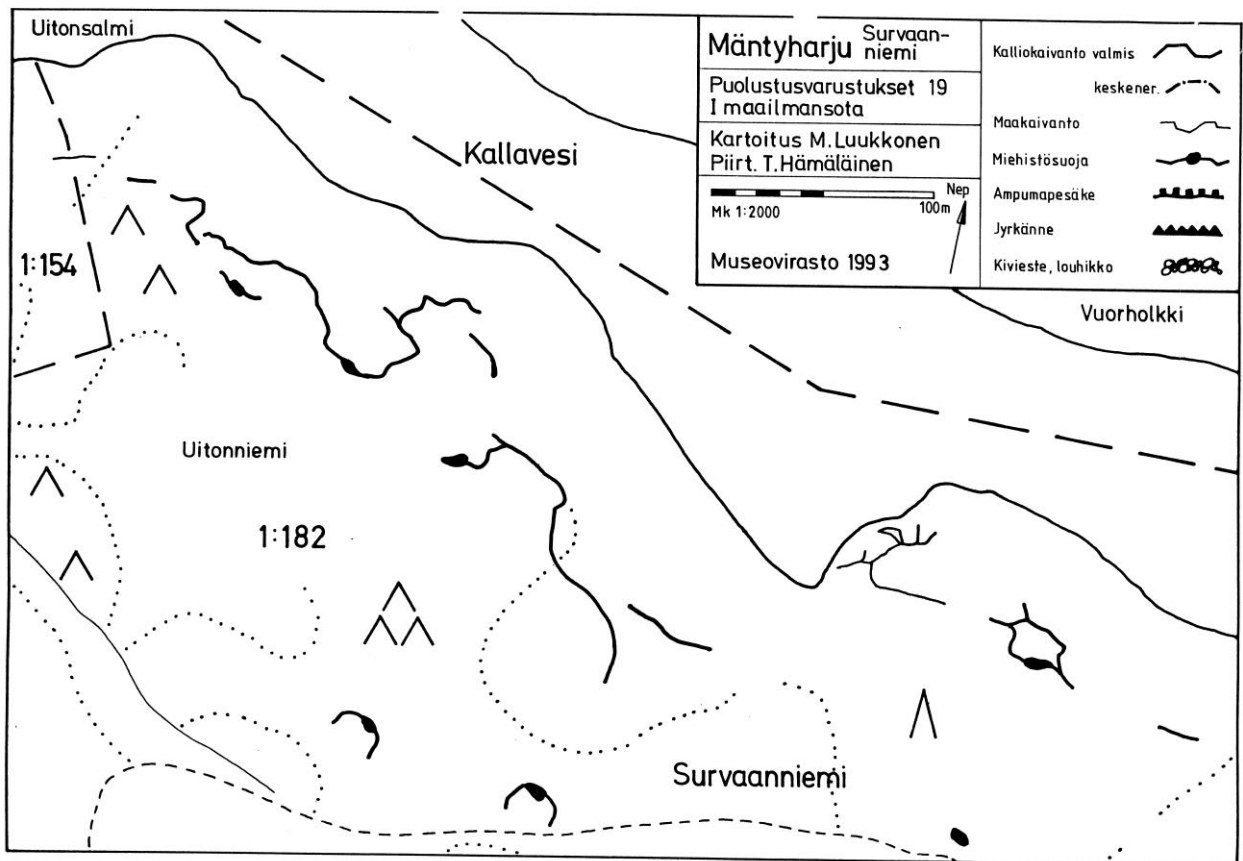 Uitonsalmi
Mäntyharju Survaan-
niemi
Puolustusvarustukset 19
I maailmansota
Kartoitus M.Luukkonen
Piirt. T.Hämäläinen
Nep
100m
Mk 1:2000
Museovirasto 1993
Kalliokaivanto valmis
keskener.
Maakaivanto
Miehistösuoja
Ampumapesäke
Jyrkänne
Kivieste, louhikko
Kallavesi
1:154
Vuorholkki
Uitonniemi
1:182
Survaanniemi